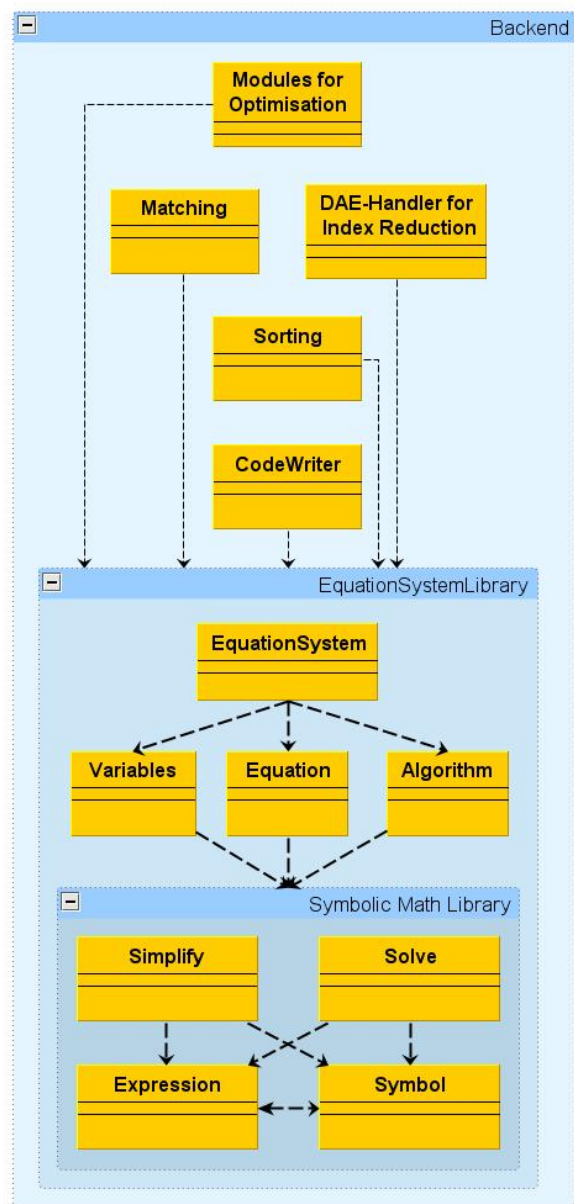 Backend
Modules for
Optimisation
Matching
DAE-Handler for
Index Reduction
Sorting
CodeWriter
EquationSystemLibrary
EquationSystem
Variables
Equation
Algorithm
Symbolic Math Library
Simplify
Solve
Expression
Symbol